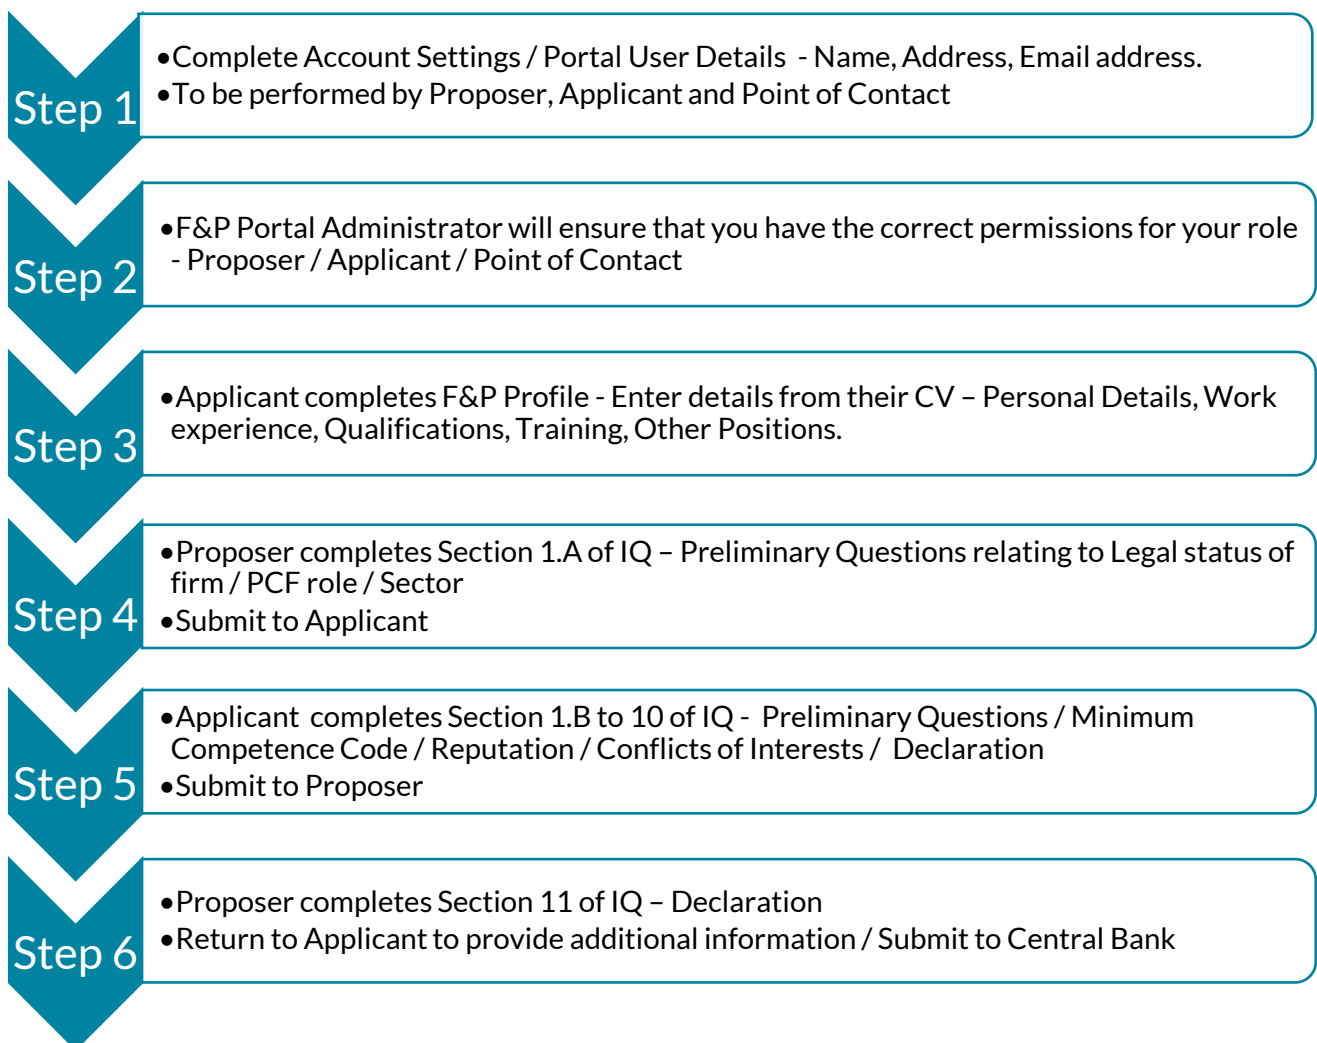 Step 1
•Complete Account Settings / Portal User Details - Name, Address, Email address.
•To be performed by Proposer, Applicant and Point of Contact
Step 2
•F&P Portal Administrator will ensure that you have the correct permissions for your role
- Proposer / Applicant / Point of Contact
Step 3
•Applicant completes F&P Profile - Enter details from their CV – Personal Details, Work
experience, Qualifications, Training, Other Positions.
Step 4
•Proposer completes Section 1.A of IQ – Preliminary Questions relating to Legal status of
firm / PCF role / Sector
•Submit to Applicant
Step 5
•Applicant completes Section 1.B to 10 of IQ - Preliminary Questions / Minimum
Competence Code / Reputation / Conflicts of Interests / Declaration
•Submit to Proposer
Step 6
•Proposer completes Section 11 of IQ – Declaration
•Return to Applicant to provide additional information / Submit to Central Bank